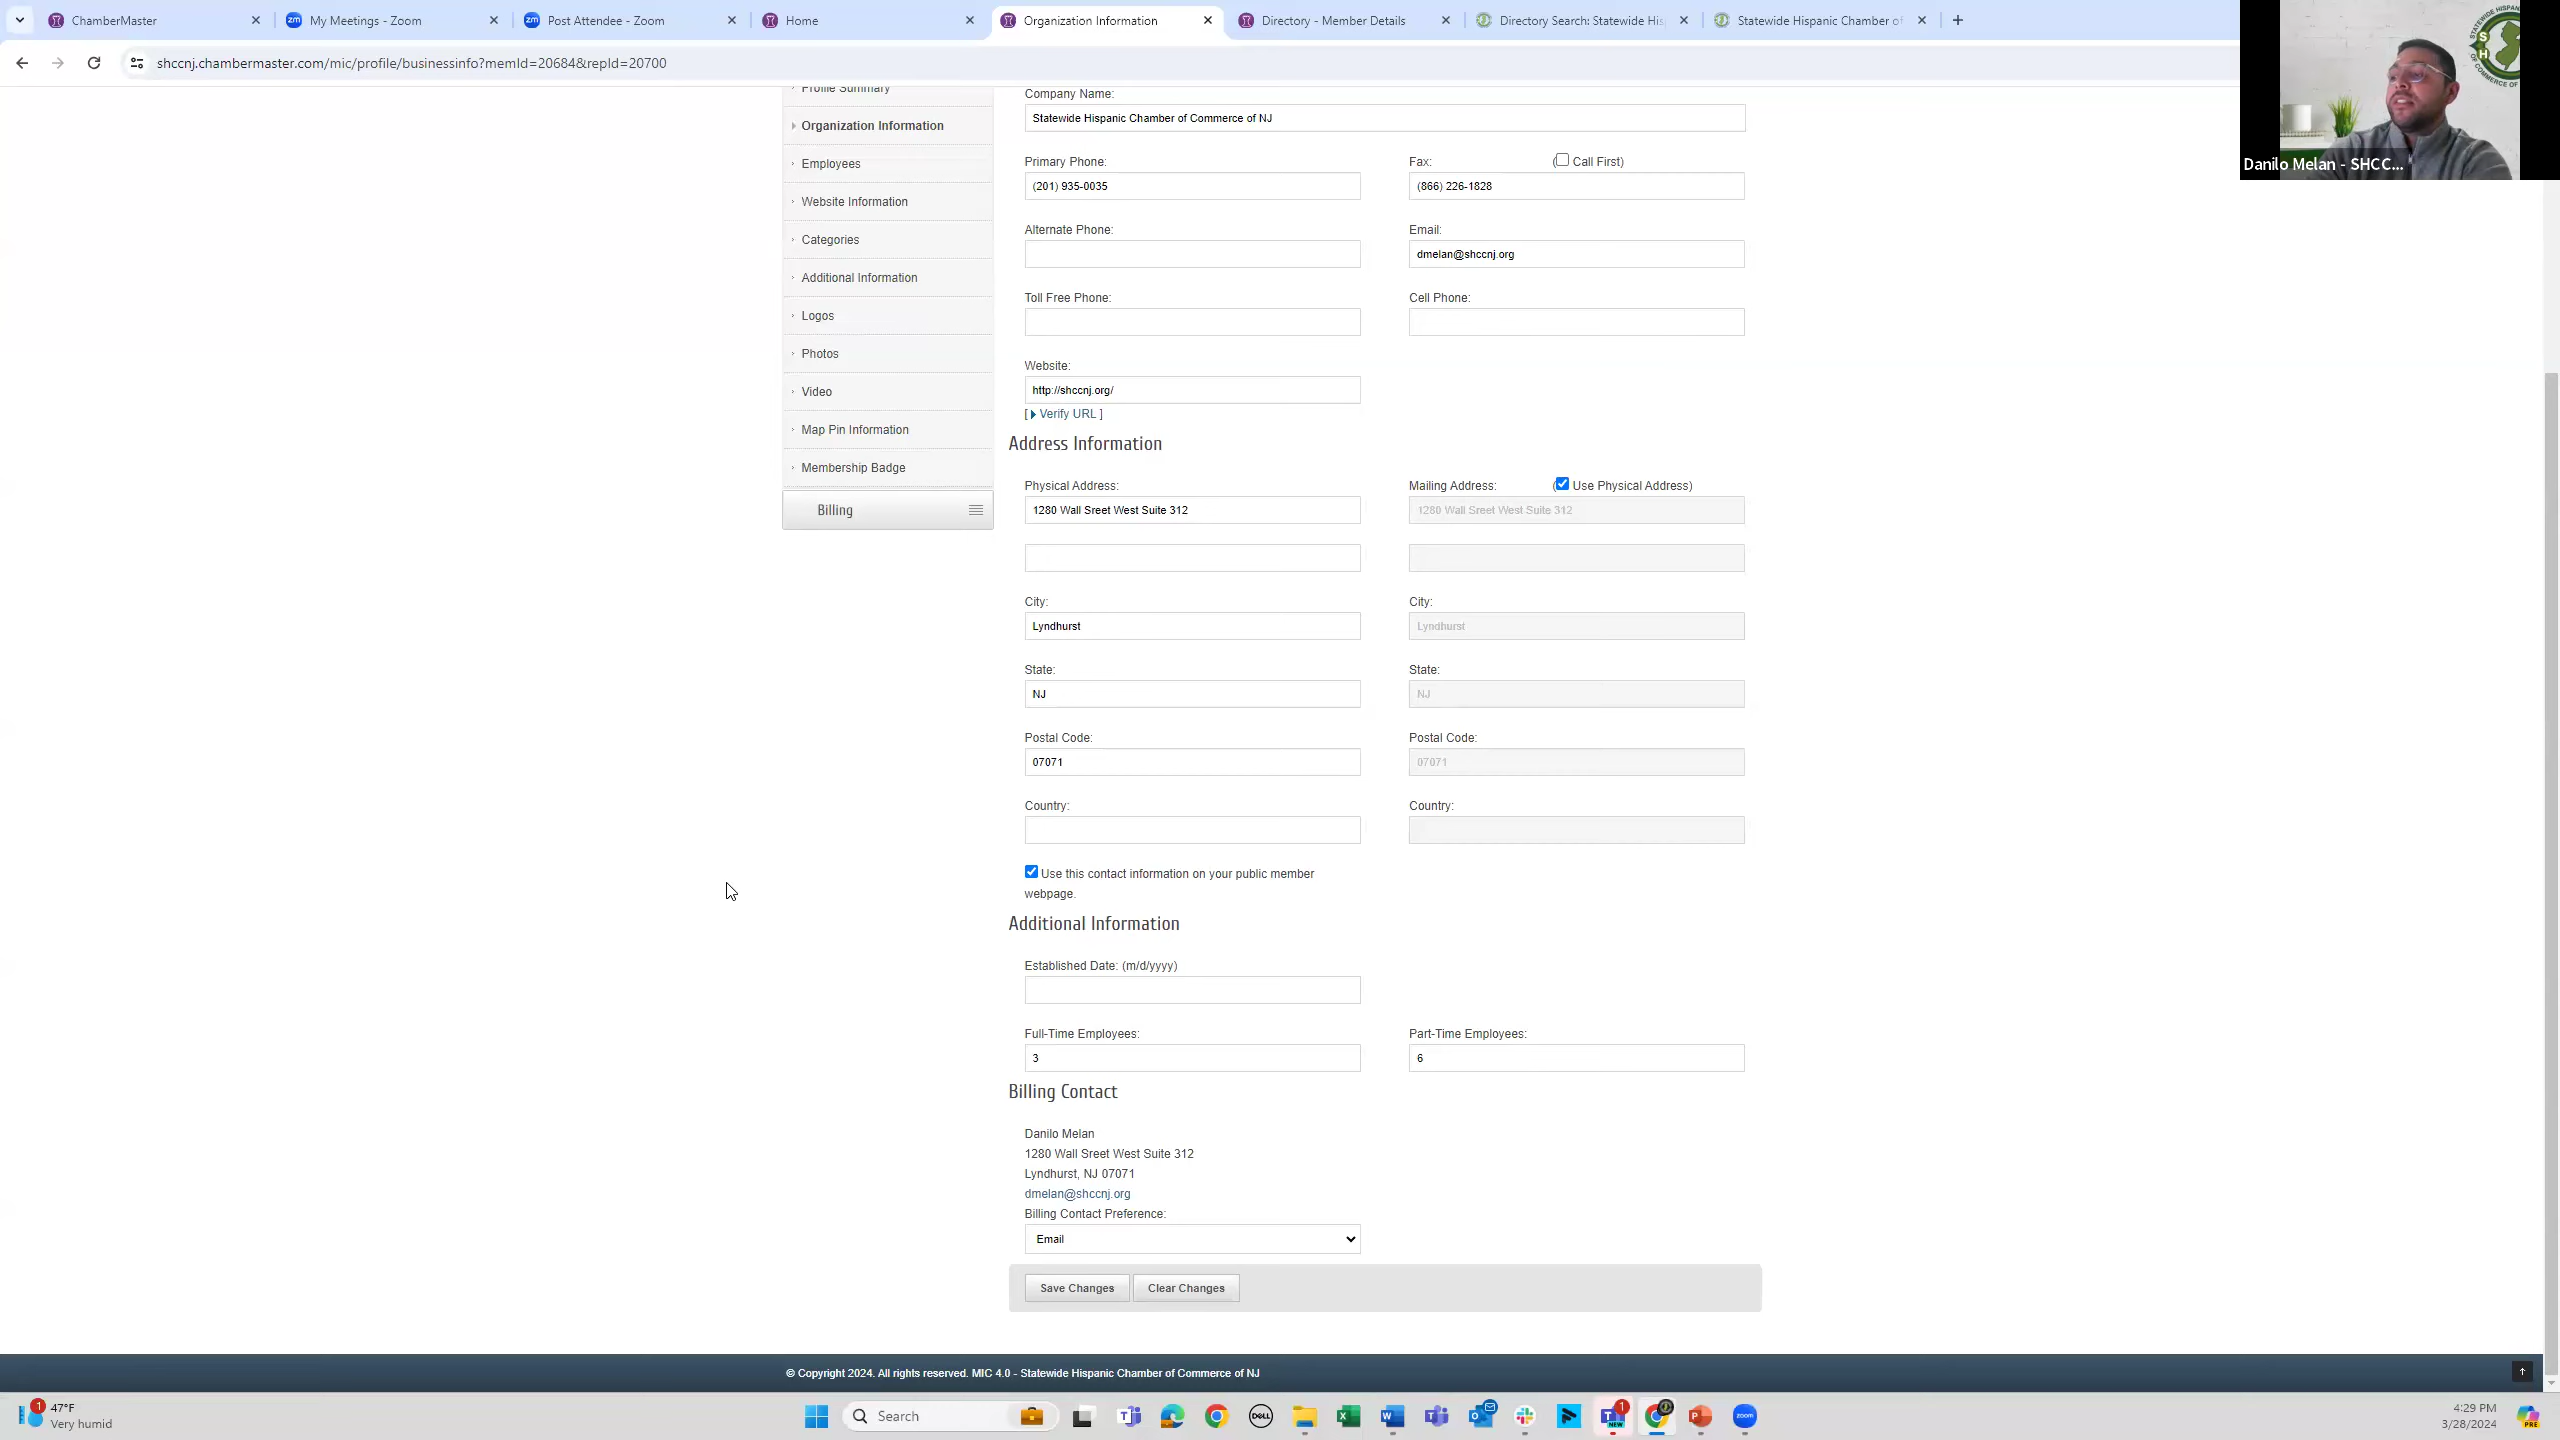 ChamberMaster
My Meetings - Zoom
Post Attendee - Zoom
Home
Organization Information
Directory - Member Details
Directory Search: Statewide His
Statewide Hispanic Chamber of
shccnj.chambermaster.com/mic/profile/businessinfo?memId=20684&repId=20700
Danilo Melan - SHCC...
Profile Summary
Organization Information
Employees
Website Information
Categories
Additional Information
Logos
Photos
Video
Map Pin Information
Membership Badge
Billing
Company Name:
Statewide Hispanic Chamber of Commerce of NJ
Primary Phone:
(201) 935-0035
Fax: ( Call First)
(866) 226-1828
Alternate Phone:
Email:
dmelan@shccnj.org
Toll Free Phone:
Cell Phone:
Website:
http://shccnj.org/
[ Verify URL ]
Address Information
Physical Address:
1280 Wall Sreet West Suite 312
Mailing Address: ( Use Physical Address)
1280 Wall Sreet West Suite 312
City:
Lyndhurst
City:
Lyndhurst
State:
NJ
State:
NJ
Postal Code:
07071
Postal Code:
07071
Country:
Country:
Use this contact information on your public member
webpage.
Additional Information
Established Date: (m/d/yyyy)
Full-Time Employees:
3
Part-Time Employees:
6
Billing Contact
Danilo Melan
1280 Wall Sreet West Suite 312
Lyndhurst, NJ 07071
dmelan@shccnj.org
Billing Contact Preference:
Email
Save Changes
Clear Changes
© Copyright 2024. All rights reserved. MIC 4.0 - Statewide Hispanic Chamber of Commerce of NJ
1
47°F
Very humid
Search
DELL
NEW
1
zoom
4:29 PM
3/28/2024
PRE